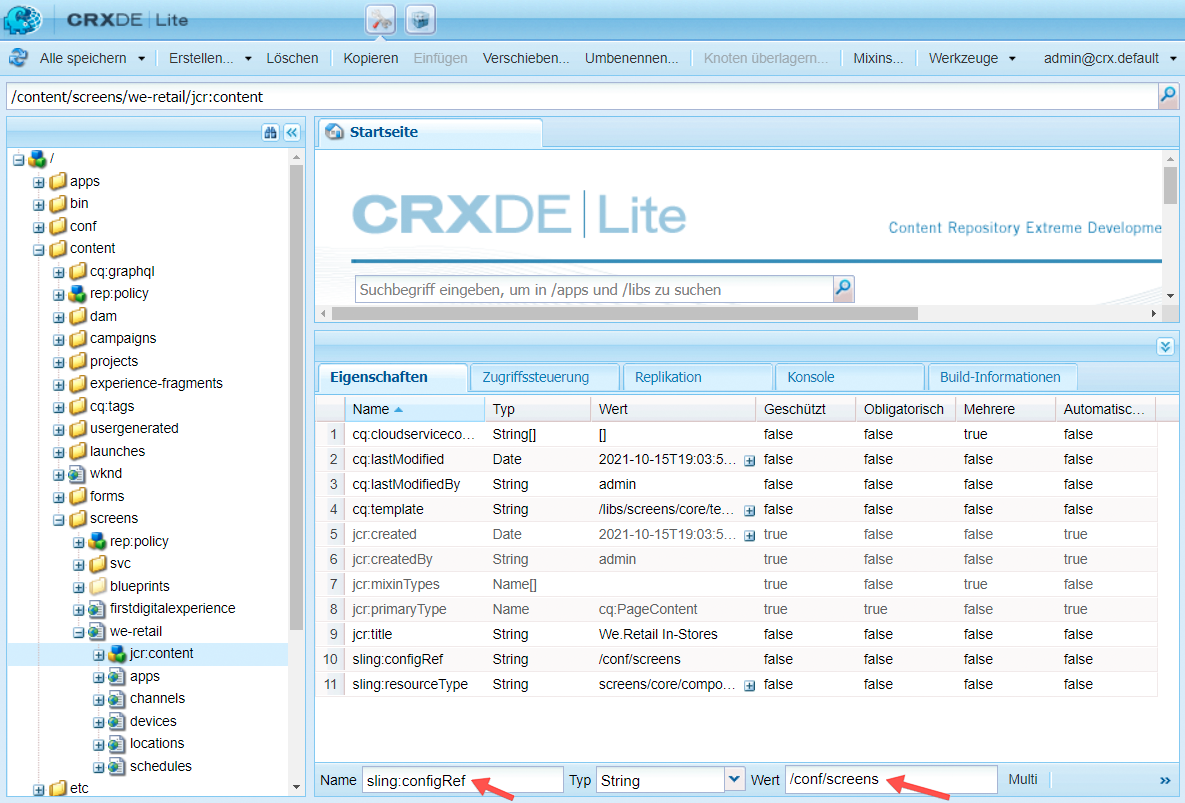 CRXDE | Lite
Alle speichern Erstellen... Löschen Kopieren Einfügen Verschieben... Umbenennen... Knoten überlagern... Mixins... Werkzeuge admin@crx.default
/content/screens/we-retail/jcr:content
/
apps
bin
conf
content
cq:graphql
rep:policy
dam
campaigns
projects
experience-fragments
cq:tags
usergenerated
launches
wknd
forms
screens
rep:policy
svc
blueprints
firstdigitalexperience
we-retail
jcr:content
apps
channels
devices
locations
schedules
etc
Startseite
CRXDE | Lite
Content Repository Extreme Developme
Suchbegriff eingeben, um in /apps und /libs zu suchen
Eigenschaften Zugriffssteuerung Replikation Konsole Build-Informationen
Name Typ Wert Geschützt Obligatorisch Mehrere Automatisc...
1 cq:cloudserviceco... String[] [] false false true false
2 cq:lastModified Date 2021-10-15T19:03:5... false false false false
3 cq:lastModifiedBy String admin false false false false
4 cq:template String /libs/screens/core/te... false false false false
5 jcr:created Date 2021-10-15T19:03:5... true false false true
6 jcr:createdBy String admin true false false true
7 jcr:mixinTypes Name[] true false true false
8 jcr:primaryType Name cq:PageContent true true false true
9 jcr:title String We.Retail In-Stores false false false false
10 sling:configRef String /conf/screens false false false false
11 sling:resourceType String screens/core/compo... false false false false
Name sling:configRef Typ String Wert /conf/screens Multi